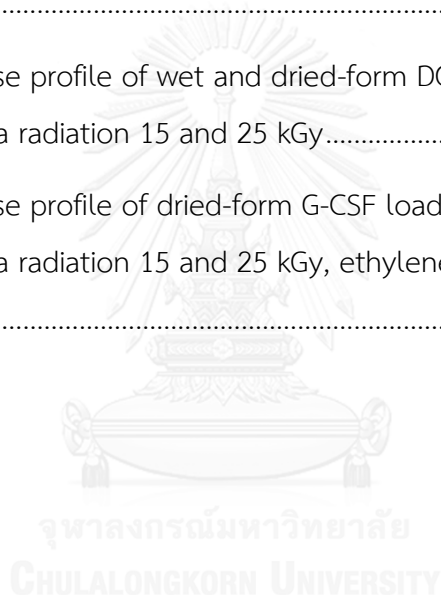 ................................................................
se profile of wet and dried-form DC
a radiation 15 and 25 kGy....................
se profile of dried-form G-CSF load
a radiation 15 and 25 kGy, ethylene
................................................................
จุฬาลงกรณ์มหาวิทยาลัย
CHULALONGKORN UNIVERSITY